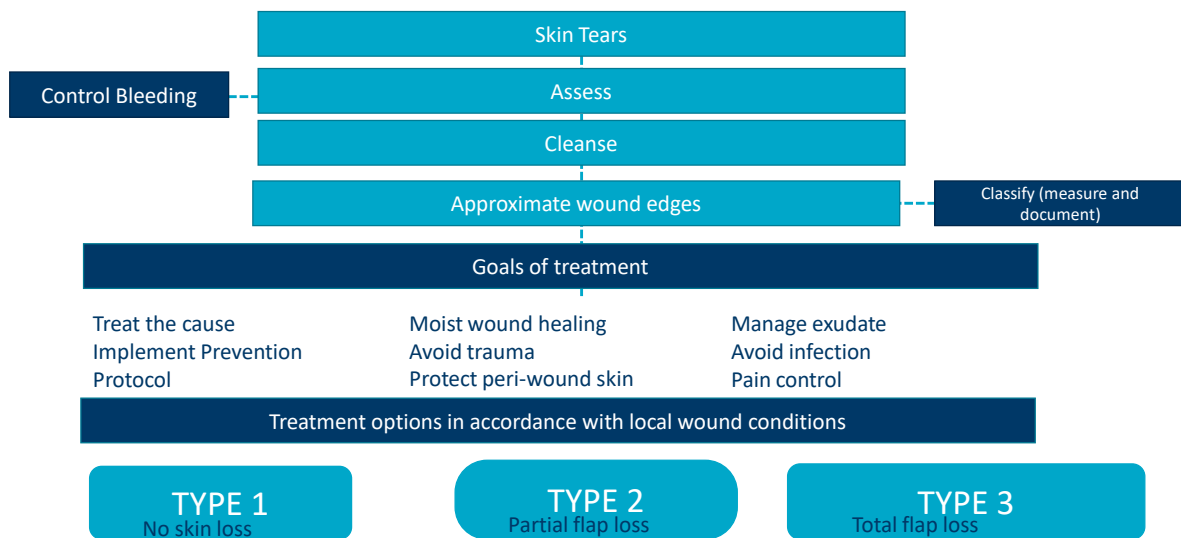 Skin Tears
Control Bleeding
Assess
Cleanse
Approximate wound edges
Classify (measure and
document)
Goals of treatment
Treat the cause
Implement Prevention
Protocol
Moist wound healing
Avoid trauma
Protect peri-wound skin
Manage exudate
Avoid infection
Pain control
Treatment options in accordance with local wound conditions
TYPE 1
No skin loss
TYPE 2
Partial flap loss
TYPE 3
Total flap loss